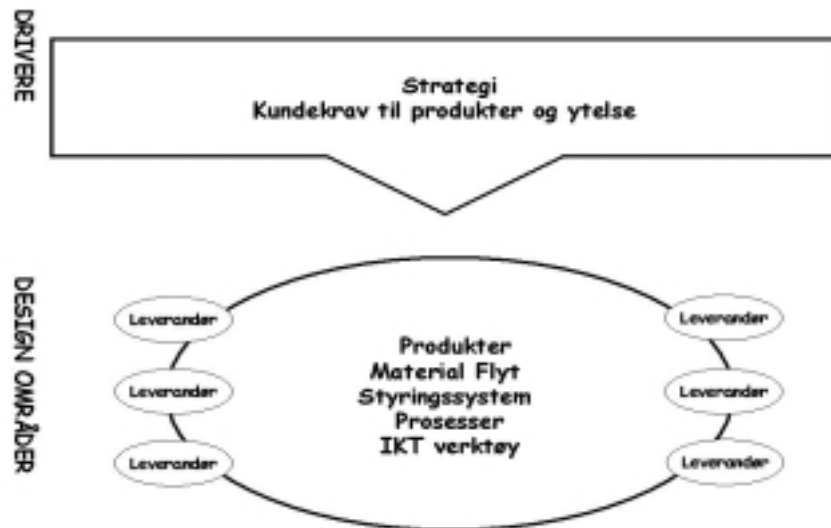 DRIVERE
Strategi
Kundekrav til produkter og ytelse
DESIGN OMRÅDER
Leverandør
Leverandør
Leverandør
Produkter
Material Flyt
Styringssystem
Prosesser
IKT verktøy
Leverandør
Leverandør
Leverandør